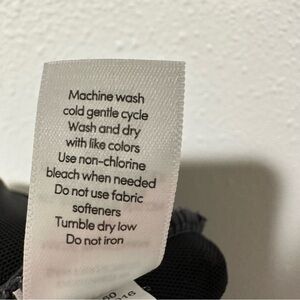 Machine wash
cold gentle cycle
Wash and dry
with like colors
Use non-chlorine
bleach when needed
Do not use fabric
softeners
Tumble dry low
Do not iron